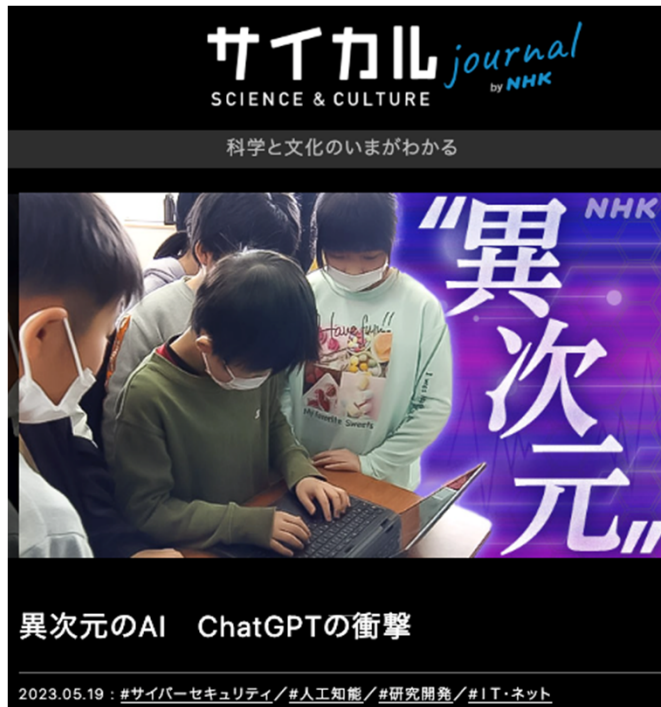 サイカル journal
SCIENCE & CULTURE
by NHK
科学と文化のいまがわかる
NHK
"異次元"
Have fun!!
My favorite Sweets
異次元のAI　ChatGPTの衝撃
2023.05.19 : #サイバーセキュリティ／#人工知能／#研究開発／#IT・ネット